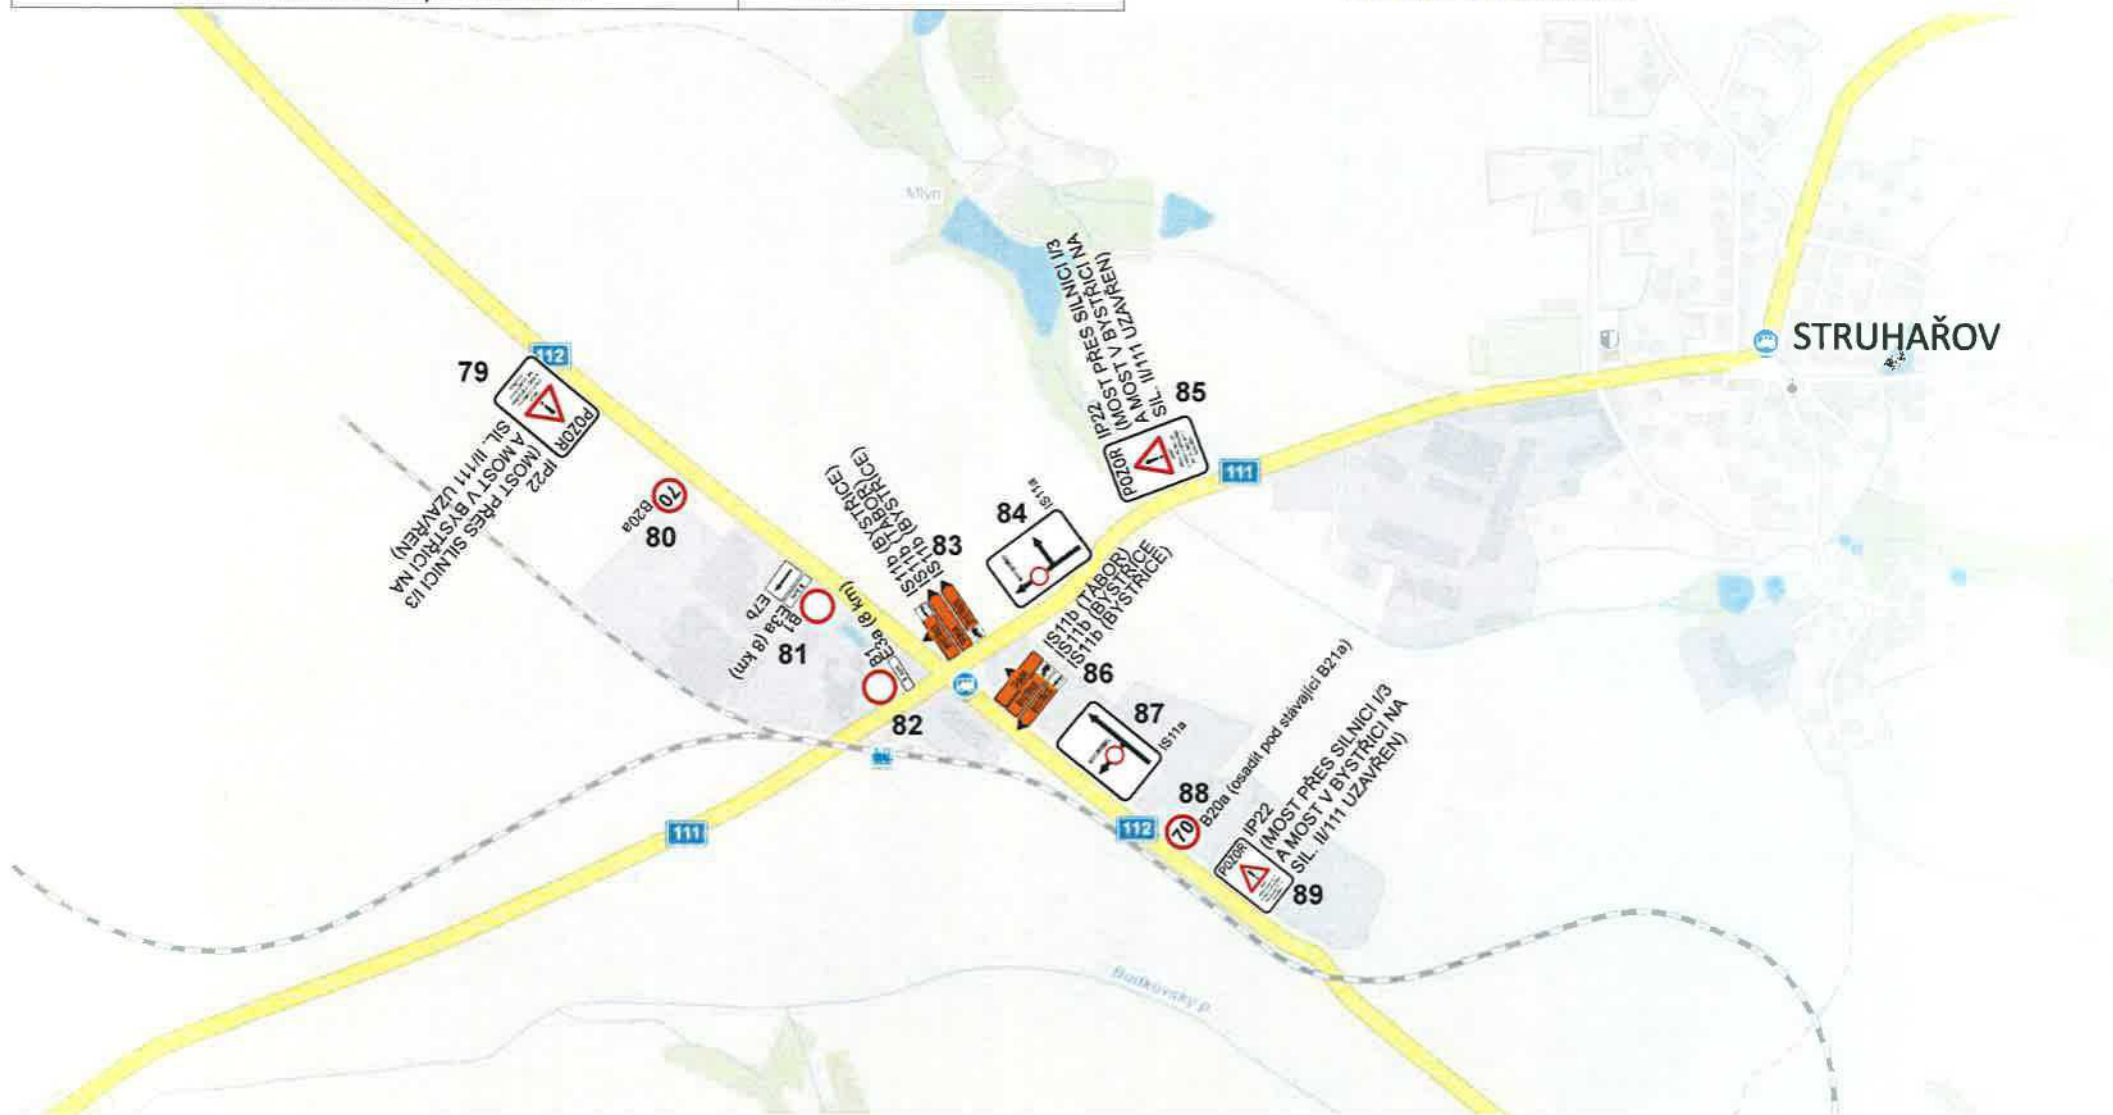 Mlýn
STRUHAŘOV
112
79
POZOR
IP22
(MOST PŘES SILNICI I/3
A MOST V BYSTŘICI NA
SIL. II/111 UZAVŘEN)
70
B20a
80
B1
E3a (8 km)
E7b
81
B1
E3a (8 km)
82
IS11b (BYSTŘICE)
IS11b (TÁBOR)
IS11b (BYSTŘICE)
83
84
IS11a
POZOR
IP22
(MOST PŘES SILNICI I/3
A MOST V BYSTŘICI NA
SIL. II/111 UZAVŘEN)
85
111
IS11b (TÁBOR)
IS11b (BYSTŘICE
IS11b (BYSTŘICE)
86
87
IS11a
88
70
B20a (osadit pod stávající B21a)
112
111
POZOR
IP22
(MOST PŘES SILNICI I/3
A MOST V BYSTŘICI NA
SIL. II/111 UZAVŘEN)
89